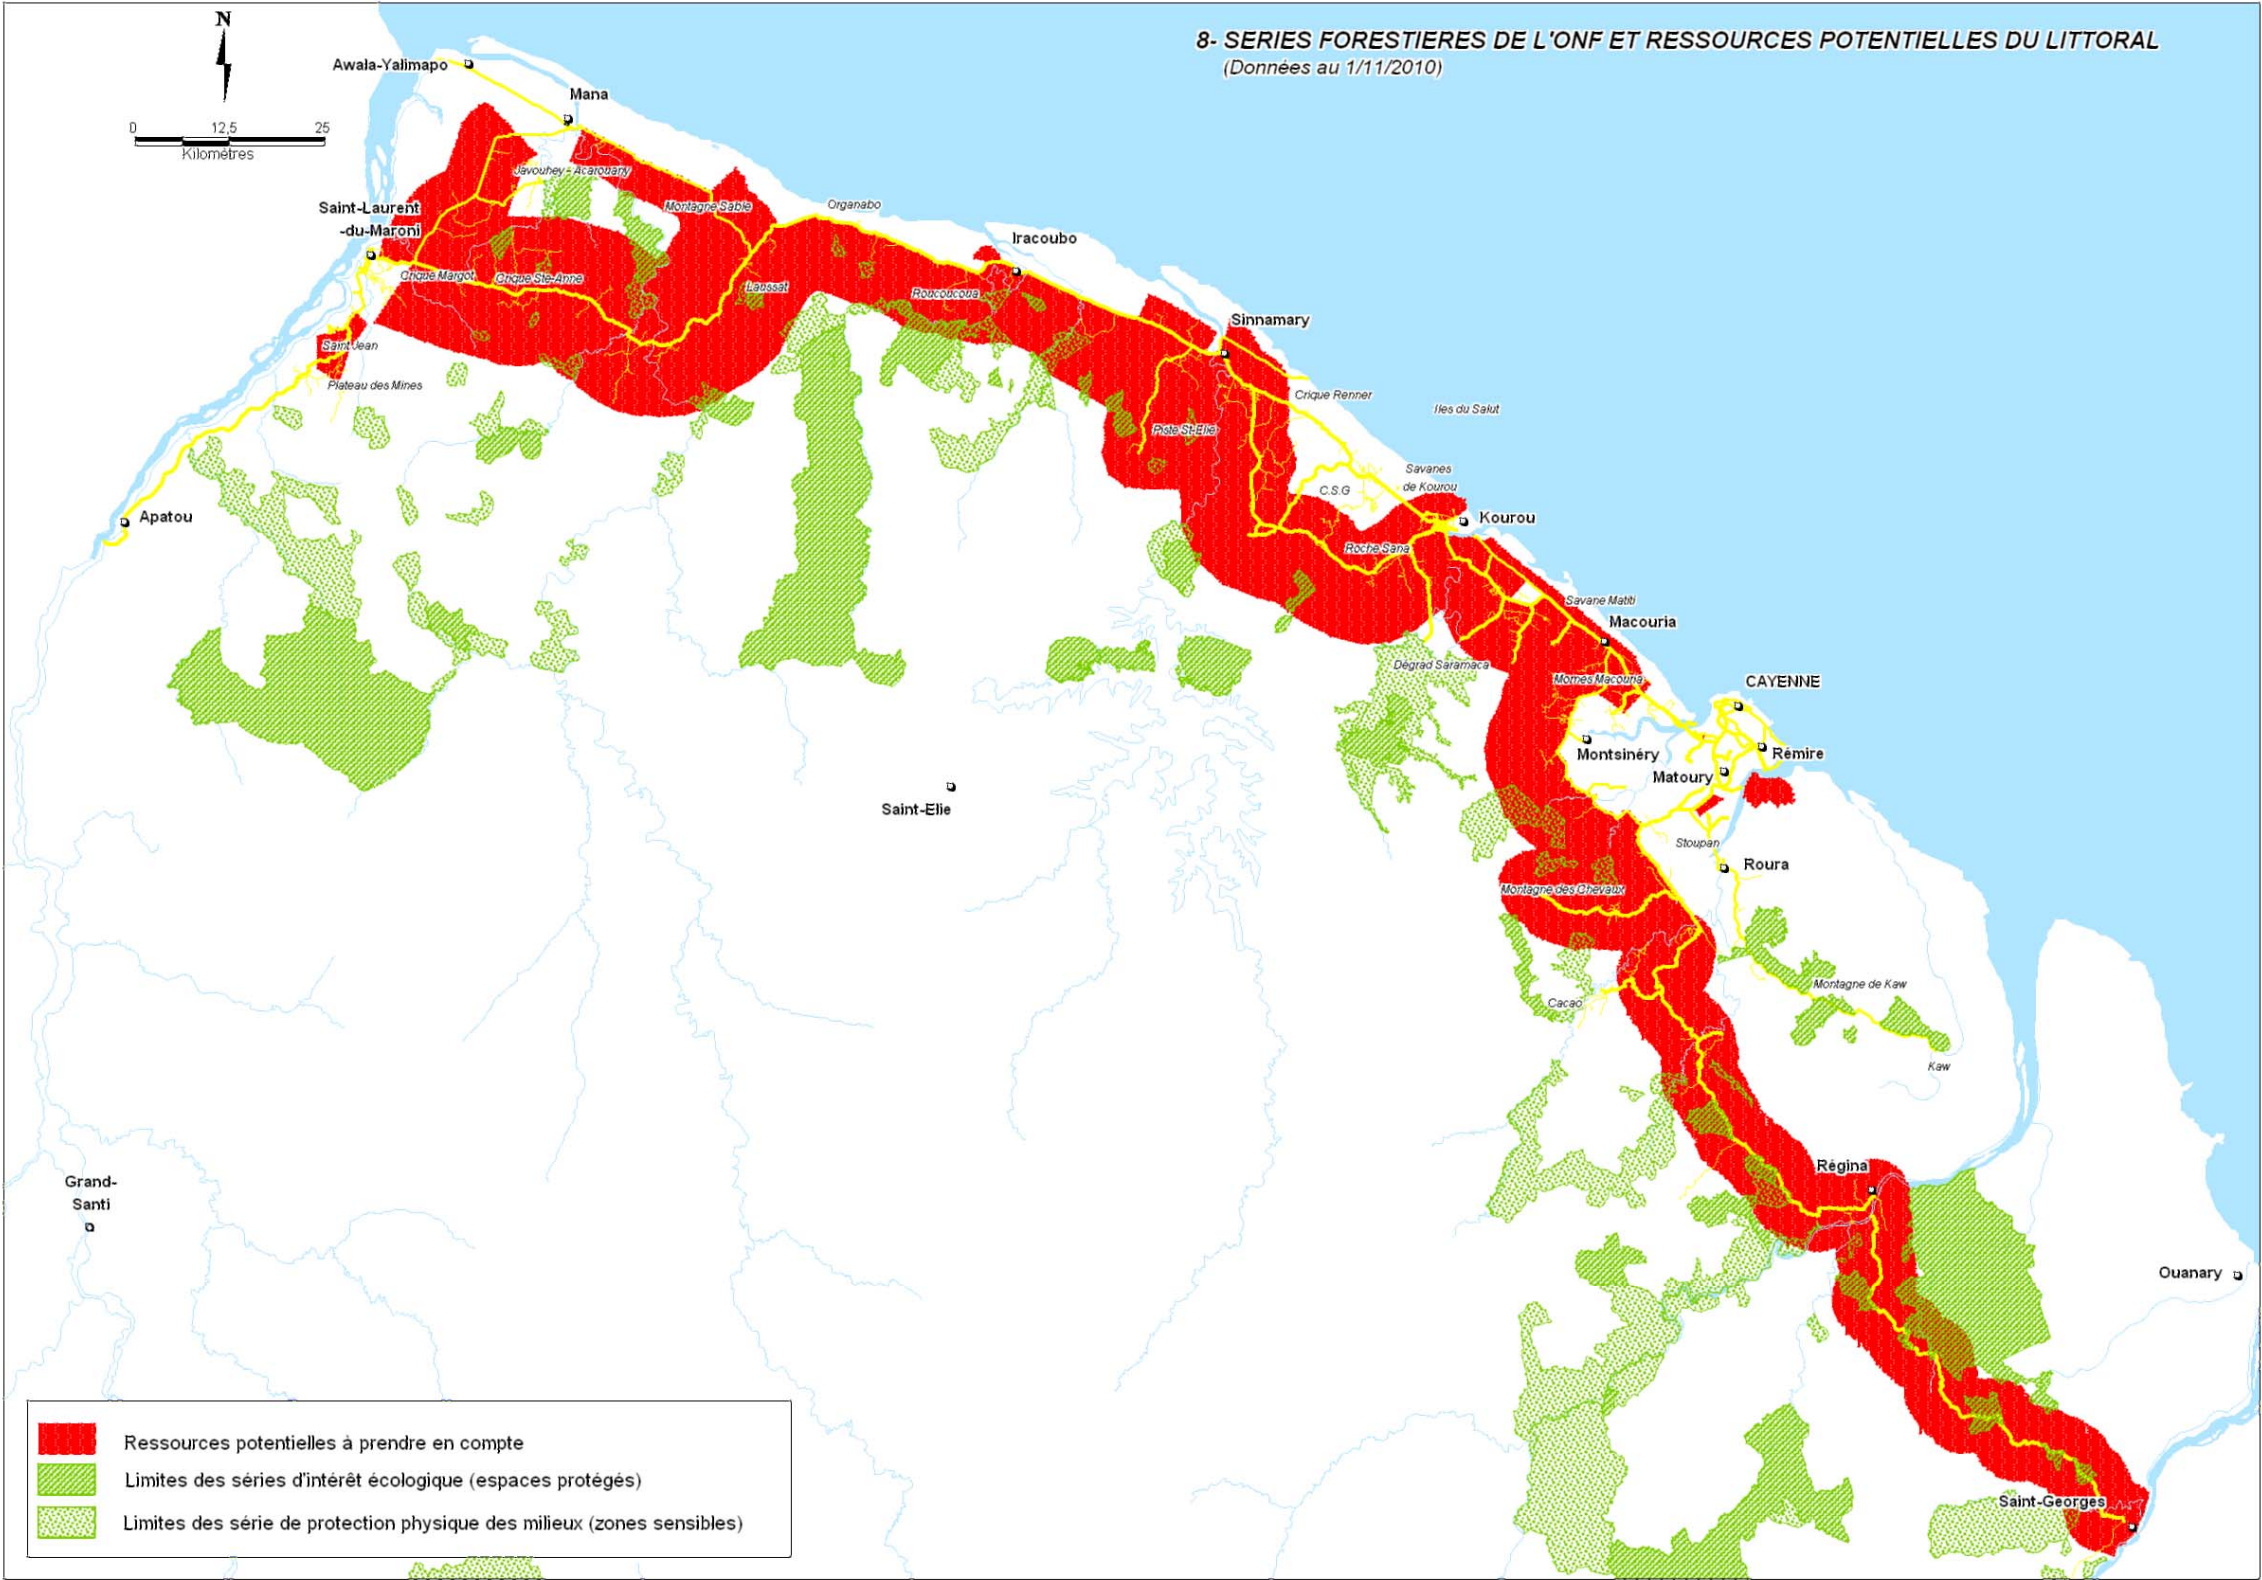 8- SERIES FORESTIERES DE L'ONF ET RESSOURCES POTENTIELLES DU LITTORAL
(Données au 1/11/2010)
N
0 12,5 25
Kilomètres
Awala-Yalimapo
Mana
Javouhey - Acarouany
Saint-Laurent
-du-Maroni
Montagne Sable
Organabo
Iracoubo
Crique Margot
Crique Ste-Anne
Laussat
Roucoucoua
Sinnamary
Saint Jean
Plateau des Mines
Crique Renner
Iles du Salut
Piste St-Elie
Savanes
de Kourou
C.S.G
Apatou
Kourou
Roche Sana
Savane Matiti
Macouria
Dégrad Saramaca
Mornes Macouria
CAYENNE
Montsinéry
Rémire
Matoury
Saint-Elie
Stoupan
Roura
Montagne des Chevaux
Montagne de Kaw
Cacao
Kaw
Régina
Grand-
Santi
Ouanary
Saint-Georges
Ressources potentielles à prendre en compte
Limites des séries d'intérêt écologique (espaces protégés)
Limites des série de protection physique des milieux (zones sensibles)